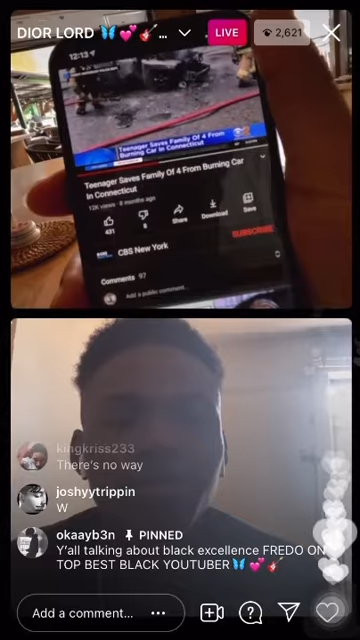 DIOR LORD 🦋💕🎸...
LIVE
2,621
12:13
Teenager Saves Family Of 4 From
Burning Car In Connecticut
Teenager Saves Family Of 4 From Burning Car
In Connecticut
12K views · 8 months ago
431
8
Share
Download
Save
CBS New York
SUBSCRIBE
Comments 97
Add a public comment...
kingkriss233
There's no way
joshyytrippin
W
okaayb3n PINNED
Y'all talking about black excellence FREDO ON
TOP BEST BLACK YOUTUBER🦋💕🎸
Add a comment...